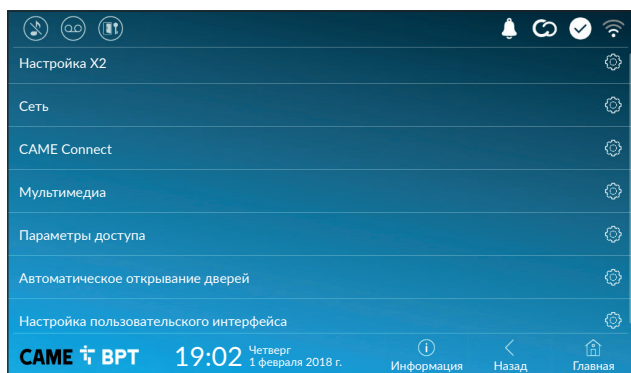 Настройка X2
Сеть
CAME Connect
Мультимедиа
Параметры доступа
Автоматическое открывание дверей
Настройка пользовательского интерфейса
CAME BPT
19:02
Четверг
1 февраля 2018 г.
Информация
Назад
Главная